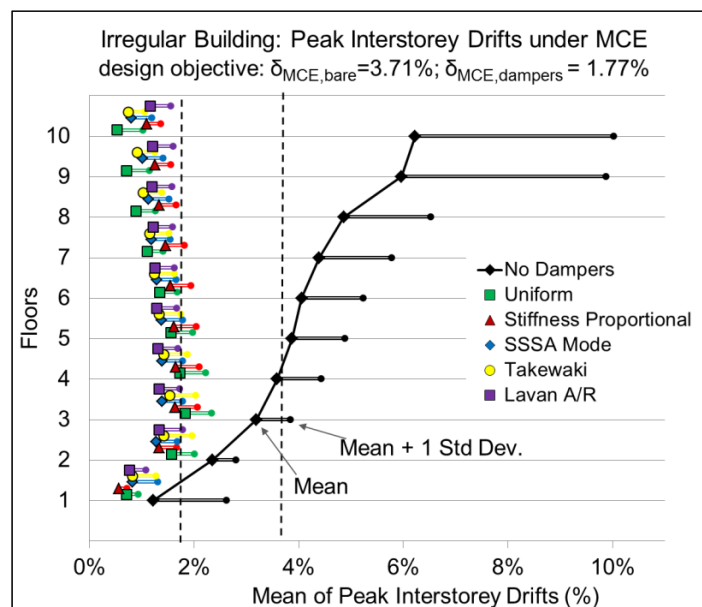 Irregular Building: Peak Interstorey Drifts under MCE
design objective: δMCE,bare=3.71%; δMCE,dampers = 1.77%
10
9
8
7
6
5
4
3
2
1
Floors
No Dampers
Uniform
Stiffness Proportional
SSSA Mode
Takewaki
Lavan A/R
Mean + 1 Std Dev.
Mean
0% 2% 4% 6% 8% 10%
Mean of Peak Interstorey Drifts (%)